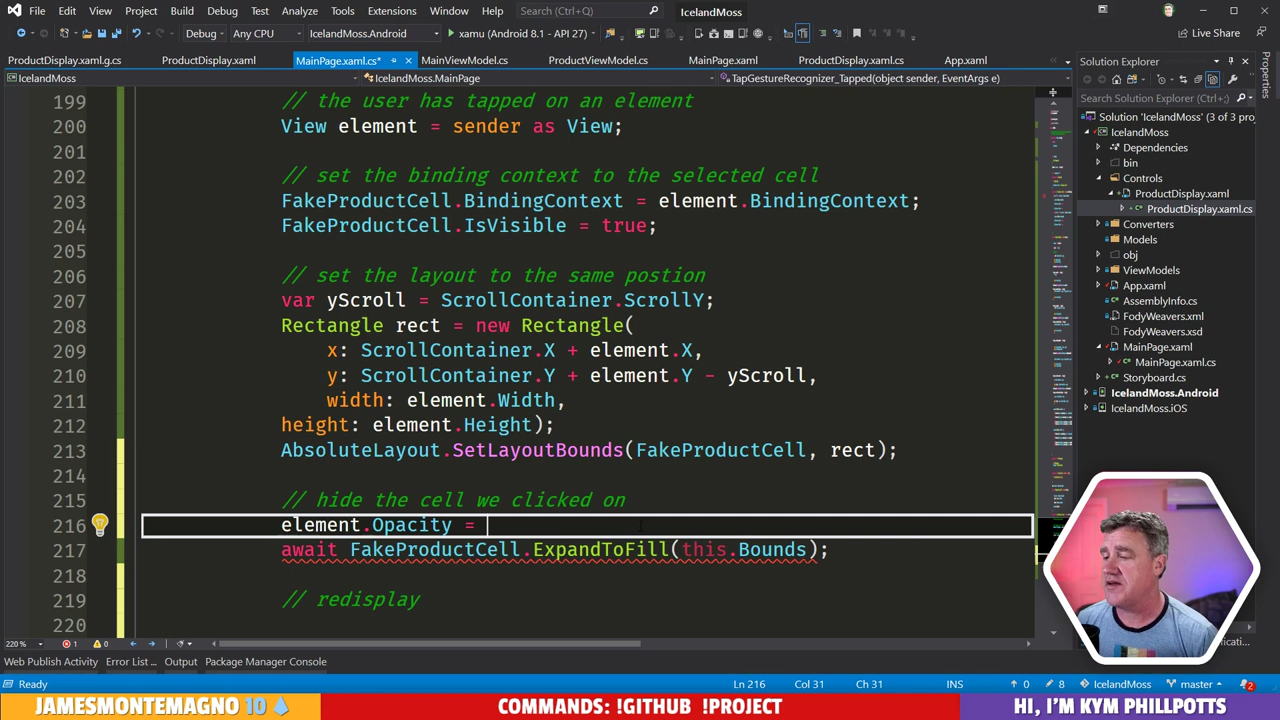 File Edit View Git Project Build Debug Test Analyze Tools Extensions Window Help Search (Ctrl+Q) IcelandMoss
Debug Any CPU IcelandMoss.Android xamu (Android 8.1 - API 27) Live Share
ProductDisplay.xaml.g.cs ProductDisplay.xaml MainPage.xaml.cs* MainViewModel.cs ProductViewModel.cs MainPage.xaml ProductDisplay.xaml.cs App.xaml
IcelandMoss IcelandMoss.MainPage TapGestureRecognizer_Tapped(object sender, EventArgs e)
199 // the user has tapped on an element
200 View element = sender as View;
201
202 // set the binding context to the selected cell
203 FakeProductCell.BindingContext = element.BindingContext;
204 FakeProductCell.IsVisible = true;
205
206 // set the layout to the same postion
207 var yScroll = ScrollContainer.ScrollY;
208 Rectangle rect = new Rectangle(
209 x: ScrollContainer.X + element.X,
210 y: ScrollContainer.Y + element.Y - yScroll,
211 width: element.Width,
212 height: element.Height);
213 AbsoluteLayout.SetLayoutBounds(FakeProductCell, rect);
214
215 // hide the cell we clicked on
216 element.Opacity =
217 await FakeProductCell.ExpandToFill(this.Bounds);
218
219 // redisplay
220
Solution Explorer
Search Solution Explorer (Ctrl+;)
Solution 'IcelandMoss' (3 of 3 proj
IcelandMoss
Dependencies
bin
Controls
ProductDisplay.xaml
ProductDisplay.xaml.cs
Converters
Models
obj
ViewModels
App.xaml
AssemblyInfo.cs
FodyWeavers.xml
FodyWeavers.xsd
MainPage.xaml
MainPage.xaml.cs
Storyboard.cs
IcelandMoss.Android
IcelandMoss.iOS
Properties
220 % 1 0 Ln 216 Col 31 Ch 31 INS
Web Publish Activity Error List ... Output Package Manager Console
Ready 0 8 IcelandMoss master 2
JAMESMONTEMAGNO 10 COMMANDS: !GITHUB !PROJECT HI, I'M KYM PHILLPOTTS